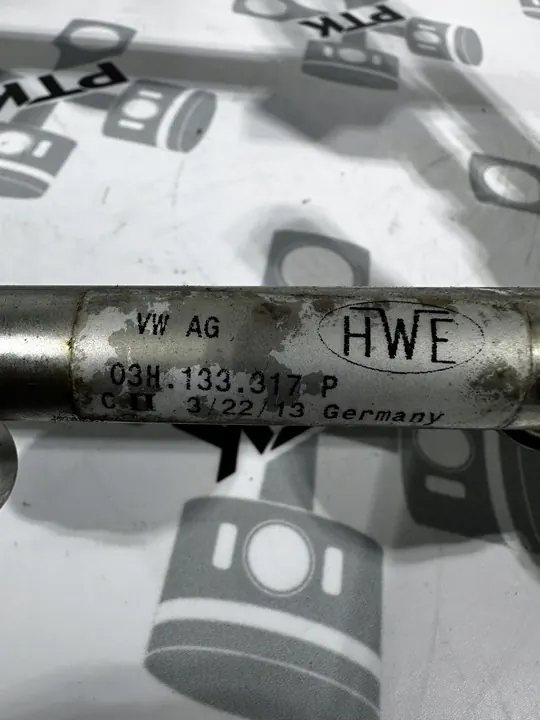 PTK
PTK
VW AG
HWE
03H.133.317 P
C II 3/22/13 Germany